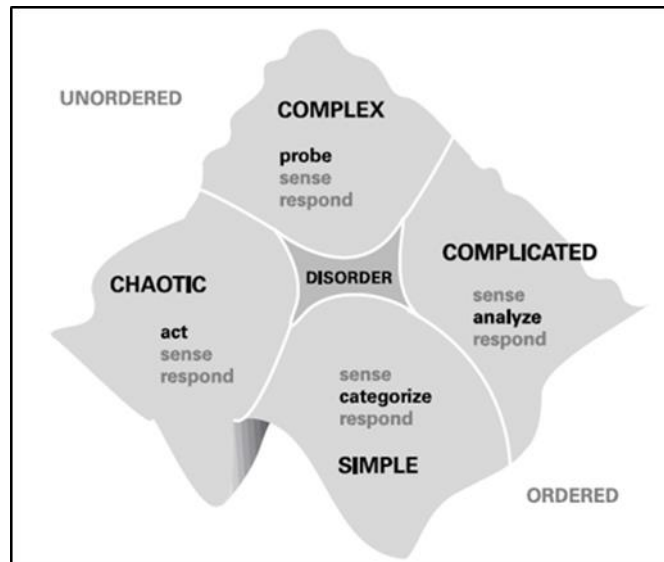 UNORDERED
COMPLEX
probe
sense
respond
CHAOTIC
act
sense
respond
DISORDER
COMPLICATED
sense
analyze
respond
sense
categorize
respond
SIMPLE
ORDERED